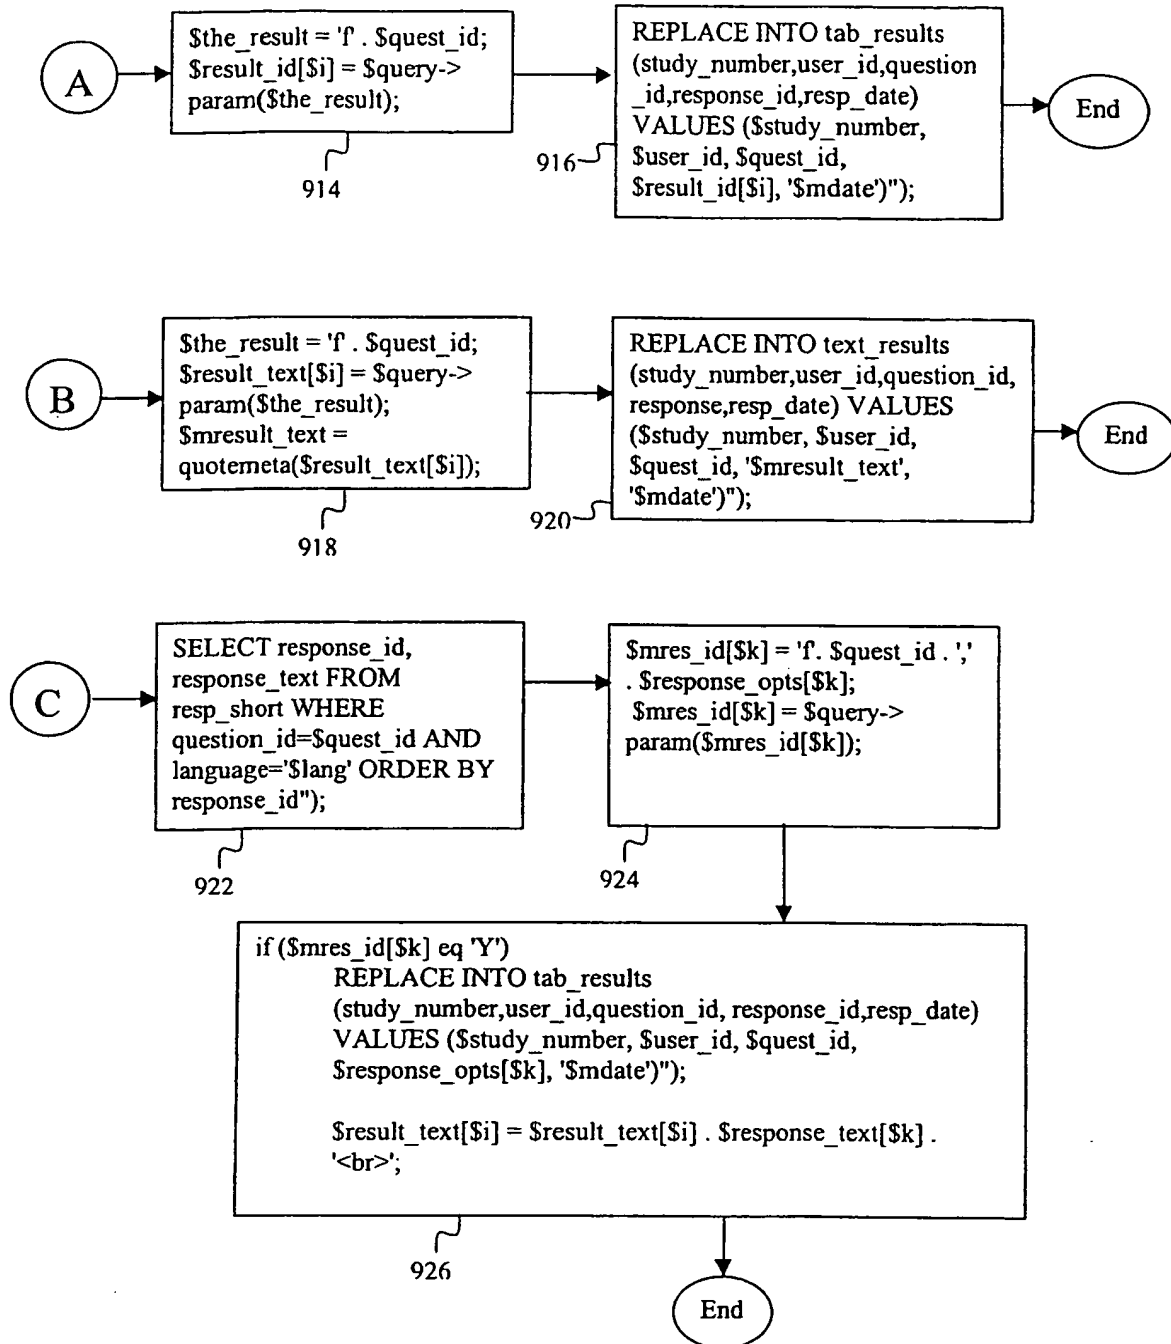 A
$the_result = 'f' . $quest_id;
$result_id[$i] = $query->
param($the_result);
914
REPLACE INTO tab_results
(study_number,user_id,question
_id,response_id,resp_date)
VALUES ($study_number,
$user_id, $quest_id,
$result_id[$i], '$mdate')");
916
End
B
$the_result = 'f' . $quest_id;
$result_text[$i] = $query->
param($the_result);
$mresult_text =
quotemeta($result_text[$i]);
918
REPLACE INTO text_results
(study_number,user_id,question_id,
response,resp_date) VALUES
($study_number, $user_id,
$quest_id, '$mresult_text',
'$mdate')");
920
End
C
SELECT response_id,
response_text FROM
resp_short WHERE
question_id=$quest_id AND
language='$lang' ORDER BY
response_id");
922
$mres_id[$k] = 'f'. $quest_id . ','
. $response_opts[$k];
$mres_id[$k] = $query->
param($mres_id[$k]);
924
if ($mres_id[$k] eq 'Y')
REPLACE INTO tab_results
(study_number,user_id,question_id, response_id,resp_date)
VALUES ($study_number, $user_id, $quest_id,
$response_opts[$k], '$mdate')");
$result_text[$i] = $result_text[$i] . $response_text[$k] .
'<br>';
926
End